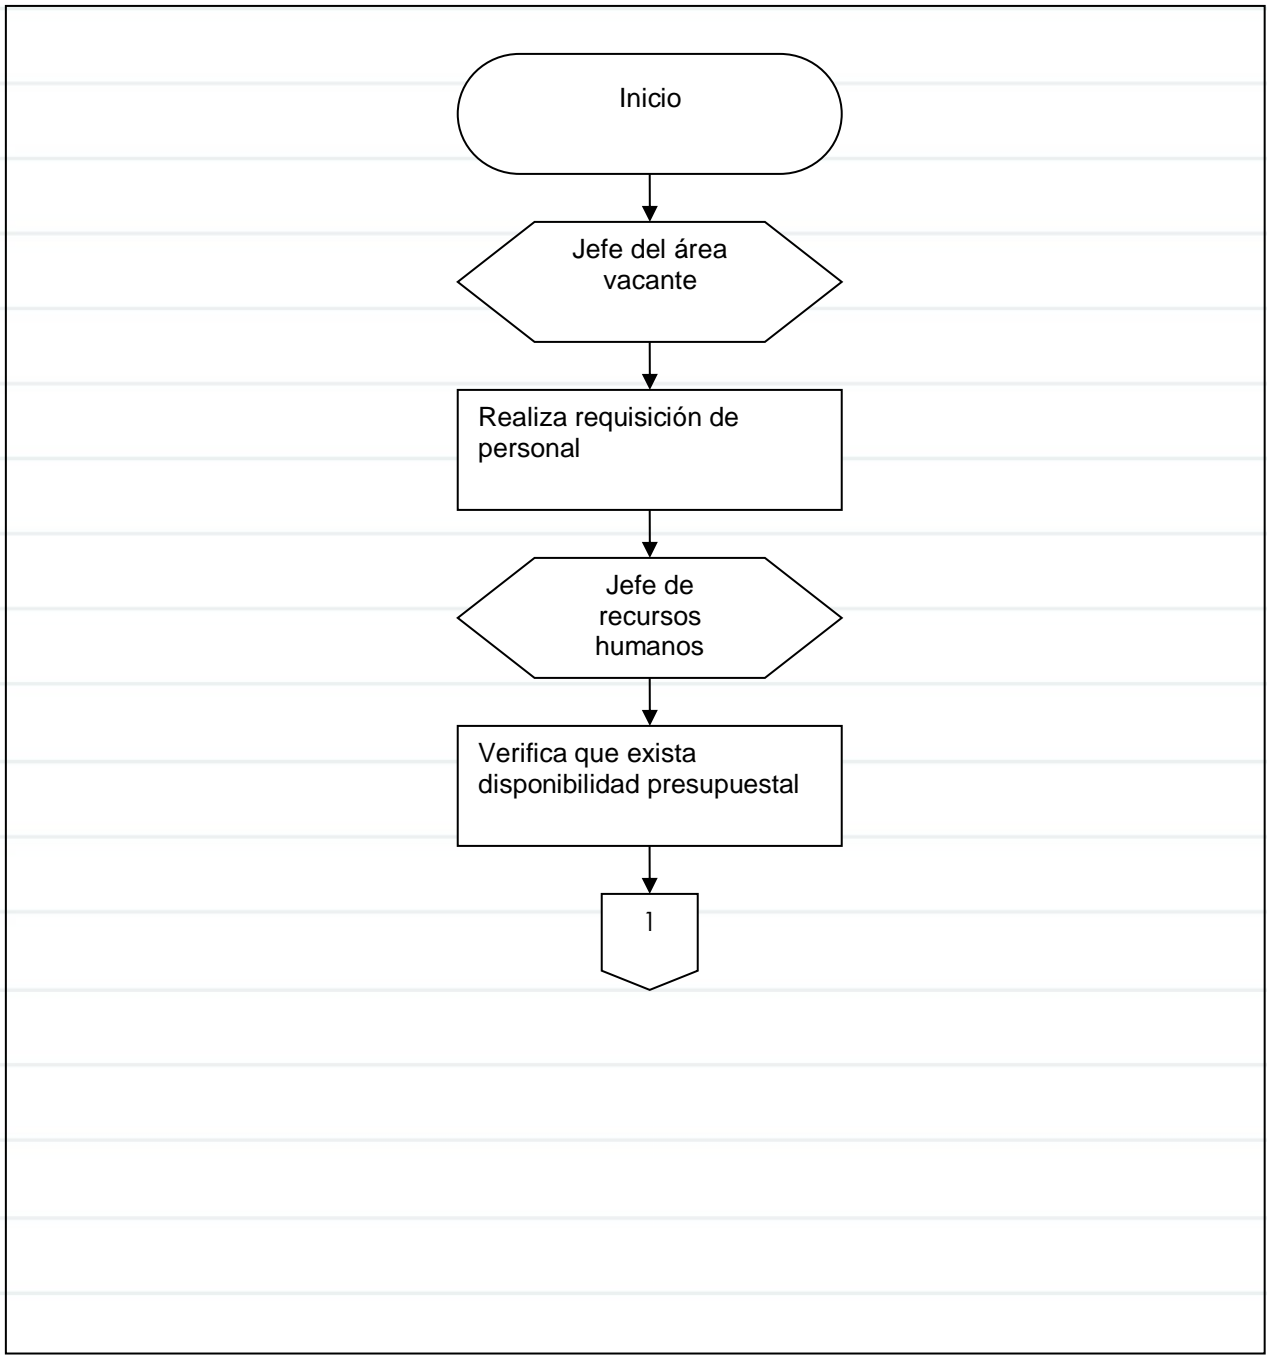 Inicio
Jefe del área
vacante
Realiza requisición de
personal
Jefe de
recursos
humanos
Verifica que exista
disponibilidad presupuestal
1